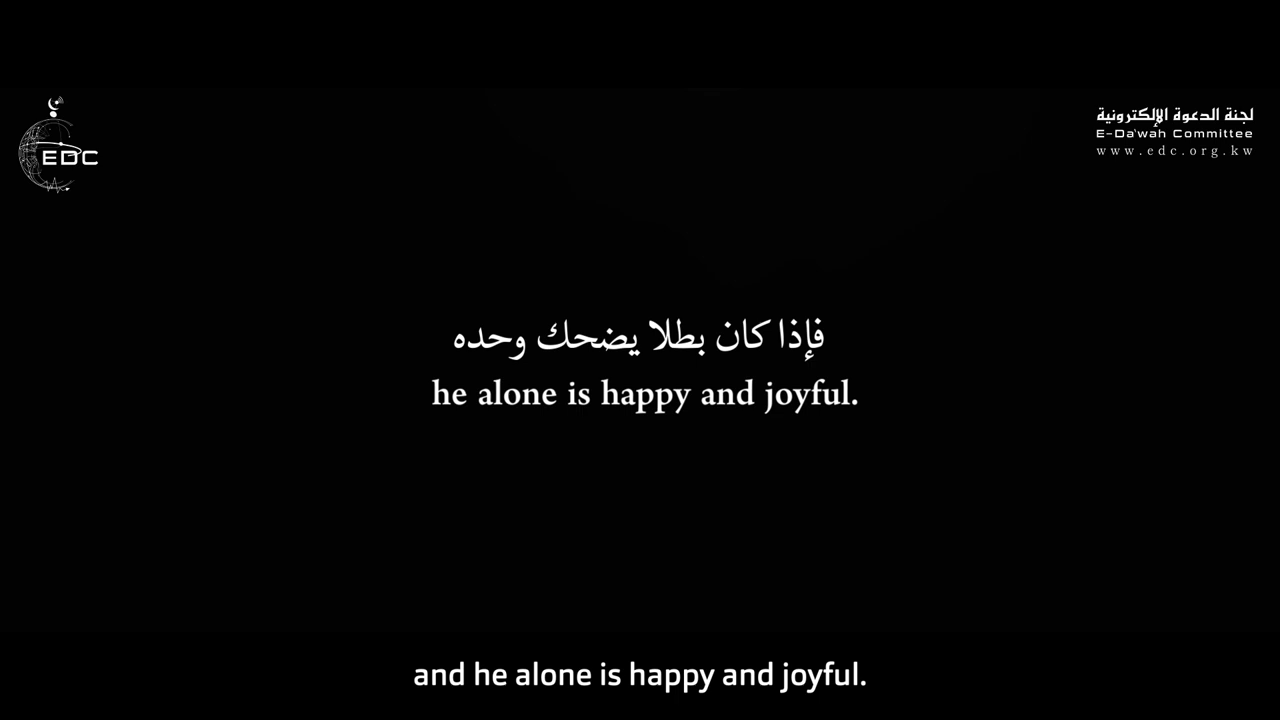 EDC
لجنة الدعوة الإلكترونية
E-Da'wah Committee
www.edc.org.kw
فإذا كان بطلا يضحك وحده
he alone is happy and joyful.
and he alone is happy and joyful.